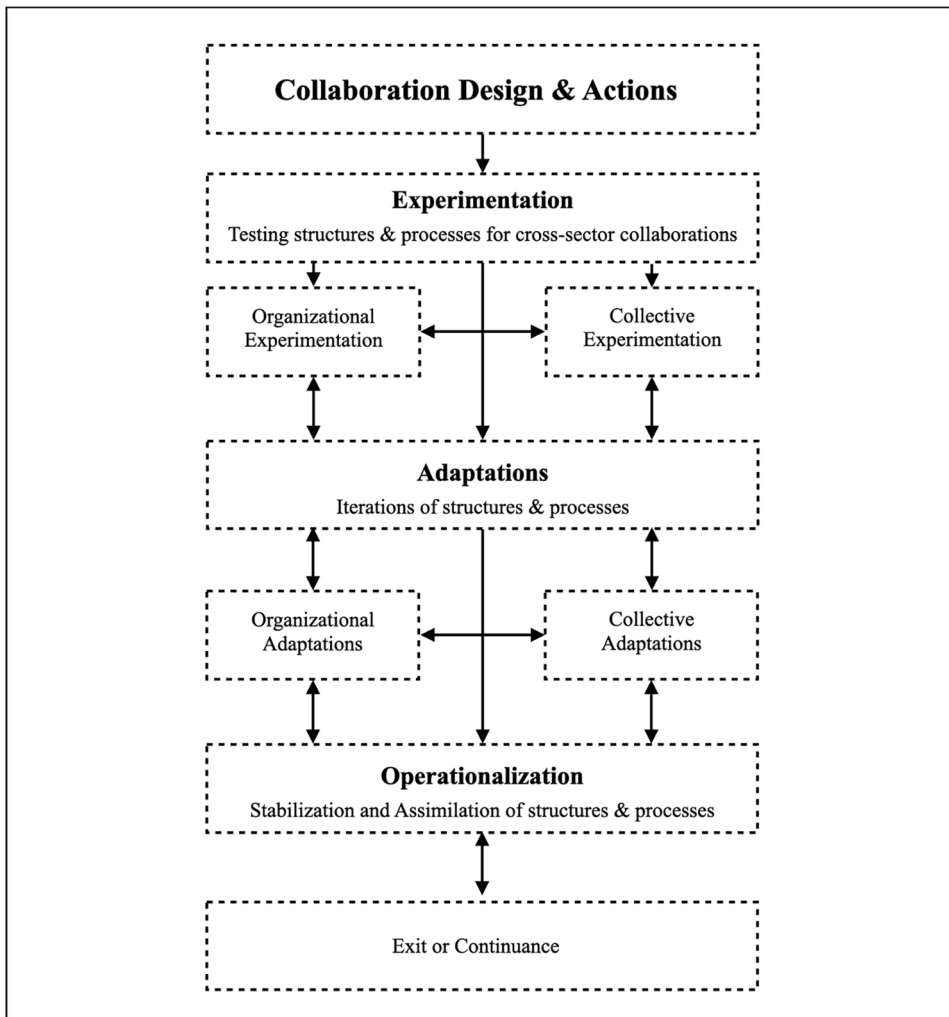 Collaboration Design & Actions
Experimentation
Testing structures & processes for cross-sector collaborations
Organizational
Experimentation
Collective
Experimentation
Adaptations
Iterations of structures & processes
Organizational
Adaptations
Collective
Adaptations
Operationalization
Stabilization and Assimilation of structures & processes
Exit or Continuance